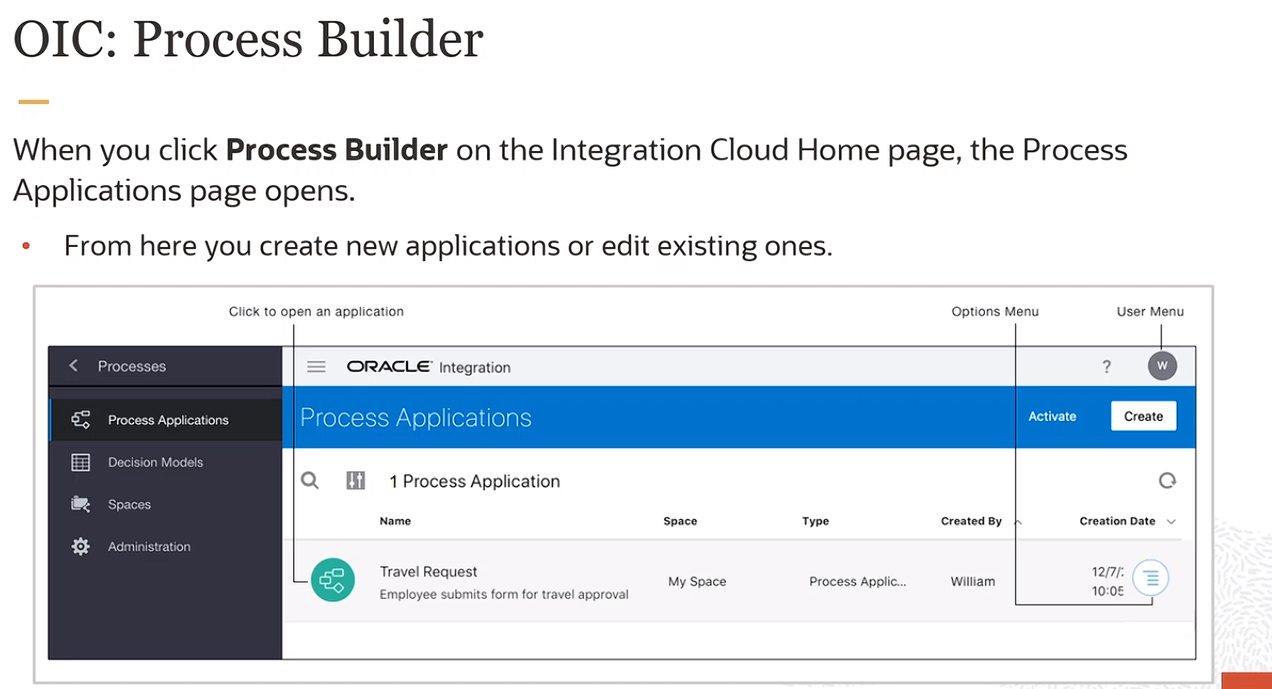 OIC: Process Builder
When you click Process Builder on the Integration Cloud Home page, the Process
Applications page opens.
• From here you create new applications or edit existing ones.
Click to open an application
Options Menu
User Menu
Processes
ORACLE Integration
?
W
Process Applications
Process Applications
Activate
Create
Decision Models
1 Process Application
Spaces
Name
Space
Type
Created By
Creation Date
Administration
Travel Request
Employee submits form for travel approval
My Space
Process Applic...
William
12/7/
10:05